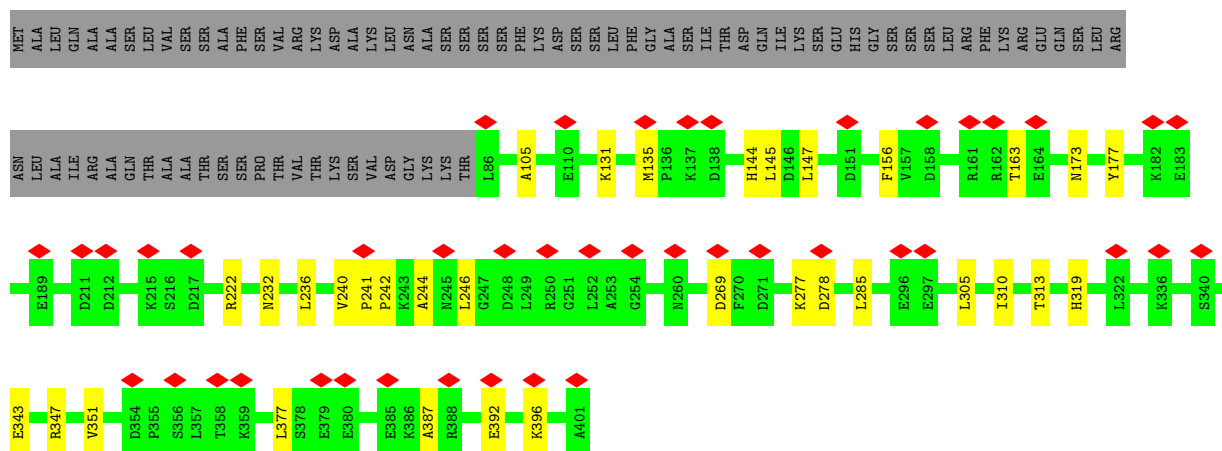 MET ALA LEU GLN ALA ALA SER LEU VAL SER SER ALA PHE SER VAL ARG LYS ASP ALA LYS LEU ASN ALA SER SER SER SER PHE LYS ASP SER SER LEU PHE GLY ALA SER ILE THR ASP GLN ILE LYS SER GLU HIS GLY SER SER SER LEU ARG PHE LYS ARG GLU GLN SER LEU ARG
ASN LEU ALA ILE ARG ALA GLN THR ALA ALA THR SER SER PRO THR VAL THR LYS SER VAL ASP GLY LYS LYS THR L86 A105 E110 K131 M135 P136 K137 D138 H144 L145 D146 L147 D151 F156 V157 D158 R161 R162 T163 E164 N173 Y177 K182 E183
E189 D211 D212 K215 S216 D217 R222 N232 L236 V240 P241 P242 K243 A244 N245 L246 G247 D248 L249 R250 G251 L252 A253 G254 N260 D269 F270 D271 K277 D278 L285 E296 E297 L305 I310 T313 H319 L322 K336 S340
E343 R347 V351 D354 P355 S356 L357 T358 K359 L377 S378 E379 E380 E385 K386 A387 R388 E392 K396 A401